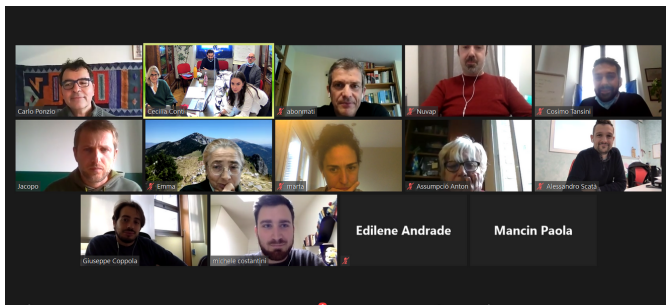 Carlo Ponzio
Cecilia Conti
abonmati
Nuvap
Cosimo Tansini
Jacopo
Emma
marta
Assumpció Anton
Alessandro Scatà
Giuseppe Coppola
michele costantini
Edilene Andrade
Mancin Paola